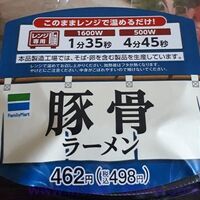 このままレンジで温めるだけ!
レンジ専用
1600W
1分35秒
500W
4分45秒
本品製造工場では、そば・卵を含む製品を生産しています。
FamilyMart
豚骨
ラーメン
462円(税込498円)